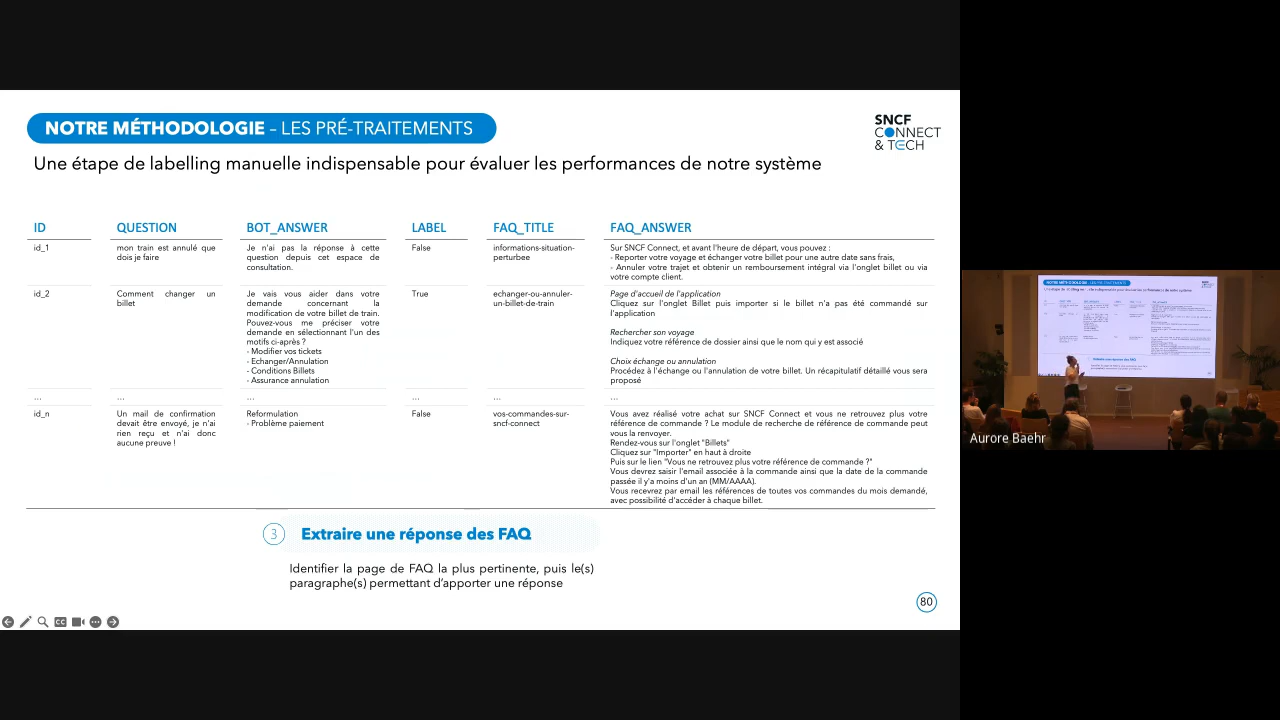 NOTRE MÉTHODOLOGIE – LES PRÉ-TRAITEMENTS
SNCF
CONNECT
& TECH
Une étape de labelling manuelle indispensable pour évaluer les performances de notre système
ID
QUESTION
BOT_ANSWER
LABEL
FAQ_TITLE
FAQ_ANSWER
id_1
mon train est annulé que
dois je faire
Je n'ai pas la réponse à cette
question depuis cet espace de
consultation.
False
informations-situation-
perturbee
Sur SNCF Connect, et avant l'heure de départ, vous pouvez :
- Reporter votre voyage et échanger votre billet pour une autre date sans frais,
- Annuler votre trajet et obtenir un remboursement intégral via l'onglet billet ou via
votre compte client.
id_2
Comment changer un
billet
Je vais vous aider dans votre
demande concernant la
modification de votre billet de train.
Pouvez-vous me préciser votre
demande en sélectionnant l'un des
motifs ci-après ?
- Modifier vos tickets
- Echanger/Annulation
- Conditions Billets
- Assurance annulation
True
echanger-ou-annuler-
un-billet-de-train
Page d'accueil de l'application
Cliquez sur l'onglet Billet puis importer si le billet n'a pas été commandé sur
l'application
Rechercher son voyage
Indiquez votre référence de dossier ainsi que le nom qui y est associé
Choix échange ou annulation
Procédez à l'échange ou l'annulation de votre billet. Un récapitulatif détaillé vous sera
proposé
...
...
...
...
...
...
id_n
Un mail de confirmation
devait être envoyé, je n'ai
rien reçu et n'ai donc
aucune preuve !
Reformulation
- Problème paiement
False
vos-commandes-sur-
sncf-connect
Vous avez réalisé votre achat sur SNCF Connect et vous ne retrouvez plus votre
référence de commande ? Le module de recherche de référence de commande peut
vous la renvoyer.
Rendez-vous sur l'onglet "Billets"
Cliquez sur "Importer" en haut à droite
Puis sur le lien "Vous ne retrouvez plus votre référence de commande ?"
Vous devrez saisir l'email associée à la commande ainsi que la date de la commande
passée il y'a moins d'un an (MM/AAAA).
Vous recevrez par email les références de toutes vos commandes du mois demandé,
avec possibilité d'accéder à chaque billet.
3
Extraire une réponse des FAQ
Identifier la page de FAQ la plus pertinente, puis le(s)
paragraphe(s) permettant d'apporter une réponse
80
CC
Aurore Baehr